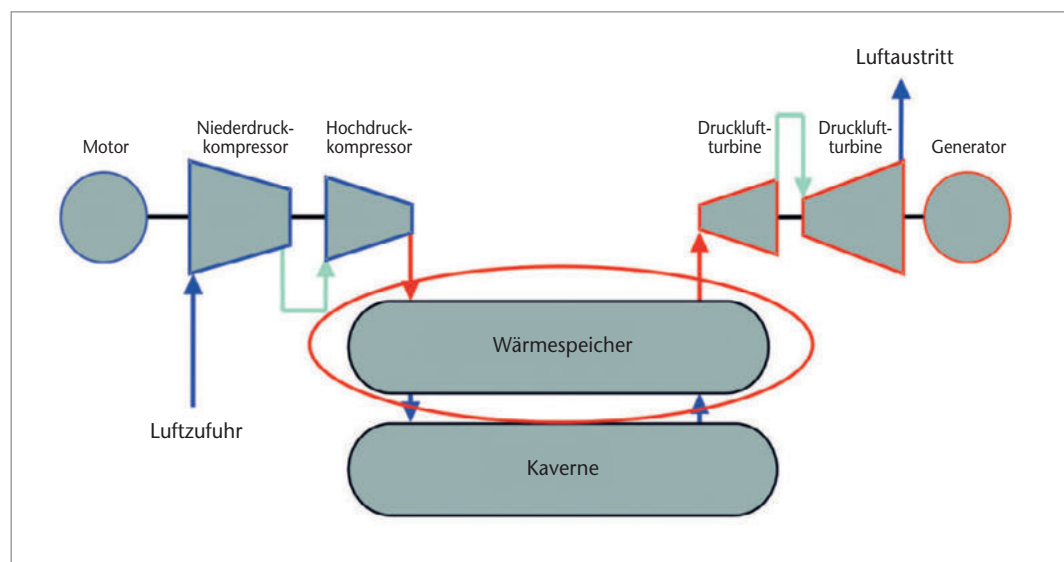 Luftaustritt
Motor
Niederdruck-
kompressor
Hochdruck-
kompressor
Druckluft-
turbine
Druckluft-
turbine
Generator
Wärmespeicher
Luftzufuhr
Kaverne